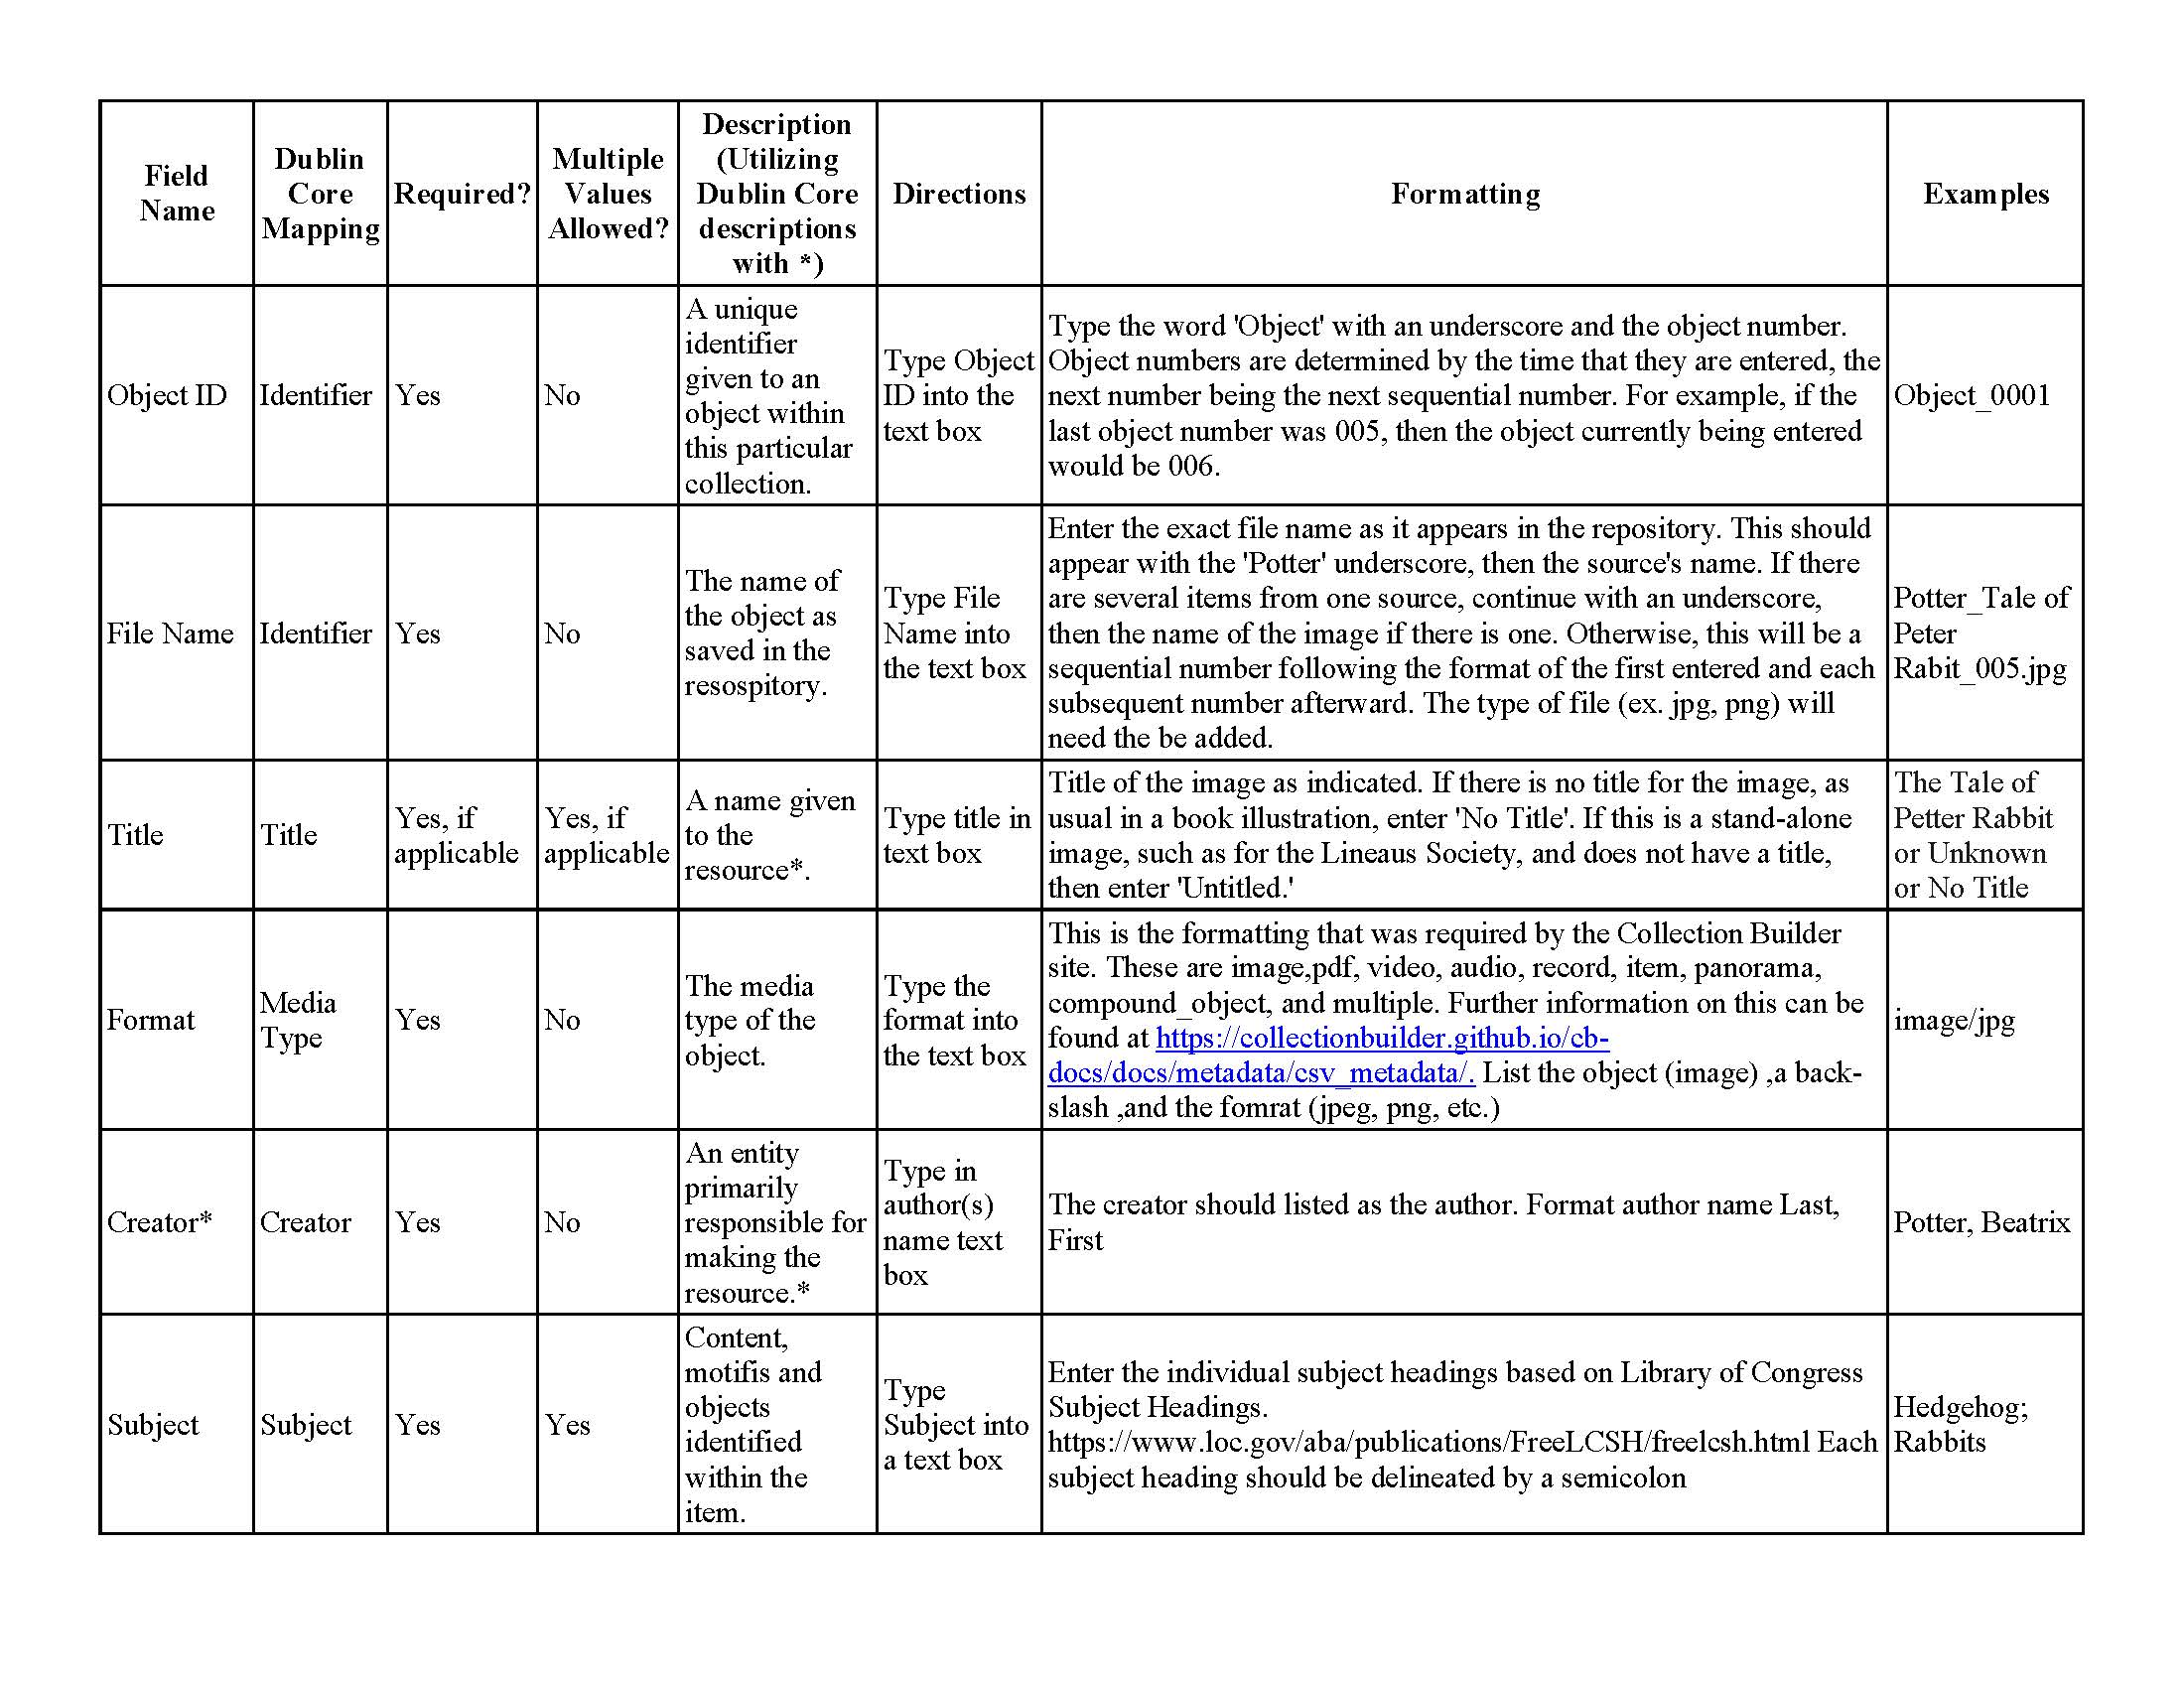 Field
Name
Dublin
Core
Mapping
Required?
Multiple
Values
Allowed?
Description
(Utilizing
Dublin Core
descriptions
with *)
Directions
Formatting
Examples
Object ID
Identifier
Yes
No
A unique
identifier
given to an
object within
this particular
collection.
Type Object
ID into the
text box
Type the word 'Object' with an underscore and the object number.
Object numbers are determined by the time that they are entered, the
next number being the next sequential number. For example, if the
last object number was 005, then the object currently being entered
would be 006.
Object_0001
File Name
Identifier
Yes
No
The name of
the object as
saved in the
resospitory.
Type File
Name into
the text box
Enter the exact file name as it appears in the repository. This should
appear with the 'Potter' underscore, then the source's name. If there
are several items from one source, continue with an underscore,
then the name of the image if there is one. Otherwise, this will be a
sequential number following the format of the first entered and each
subsequent number afterward. The type of file (ex. jpg, png) will
need the be added.
Potter_Tale of
Peter
Rabit_005.jpg
Title
Title
Yes, if
applicable
Yes, if
applicable
A name given
to the
resource*.
Type title in
text box
Title of the image as indicated. If there is no title for the image, as
usual in a book illustration, enter 'No Title'. If this is a stand-alone
image, such as for the Lineaus Society, and does not have a title,
then enter 'Untitled.'
The Tale of
Petter Rabbit
or Unknown
or No Title
Format
Media
Type
Yes
No
The media
type of the
object.
Type the
format into
the text box
This is the formatting that was required by the Collection Builder
site. These are image,pdf, video, audio, record, item, panorama,
compound_object, and multiple. Further information on this can be
found at https://collectionbuilder.github.io/cb-
docs/docs/metadata/csv_metadata/. List the object (image) ,a back-
slash ,and the fomrat (jpeg, png, etc.)
image/jpg
Creator*
Creator
Yes
No
An entity
primarily
responsible for
making the
resource.*
Type in
author(s)
name text
box
The creator should listed as the author. Format author name Last,
First
Potter, Beatrix
Subject
Subject
Yes
Yes
Content,
motifis and
objects
identified
within the
item.
Type
Subject into
a text box
Enter the individual subject headings based on Library of Congress
Subject Headings.
https://www.loc.gov/aba/publications/FreeLCSH/freelcsh.html Each
subject heading should be delineated by a semicolon
Hedgehog;
Rabbits